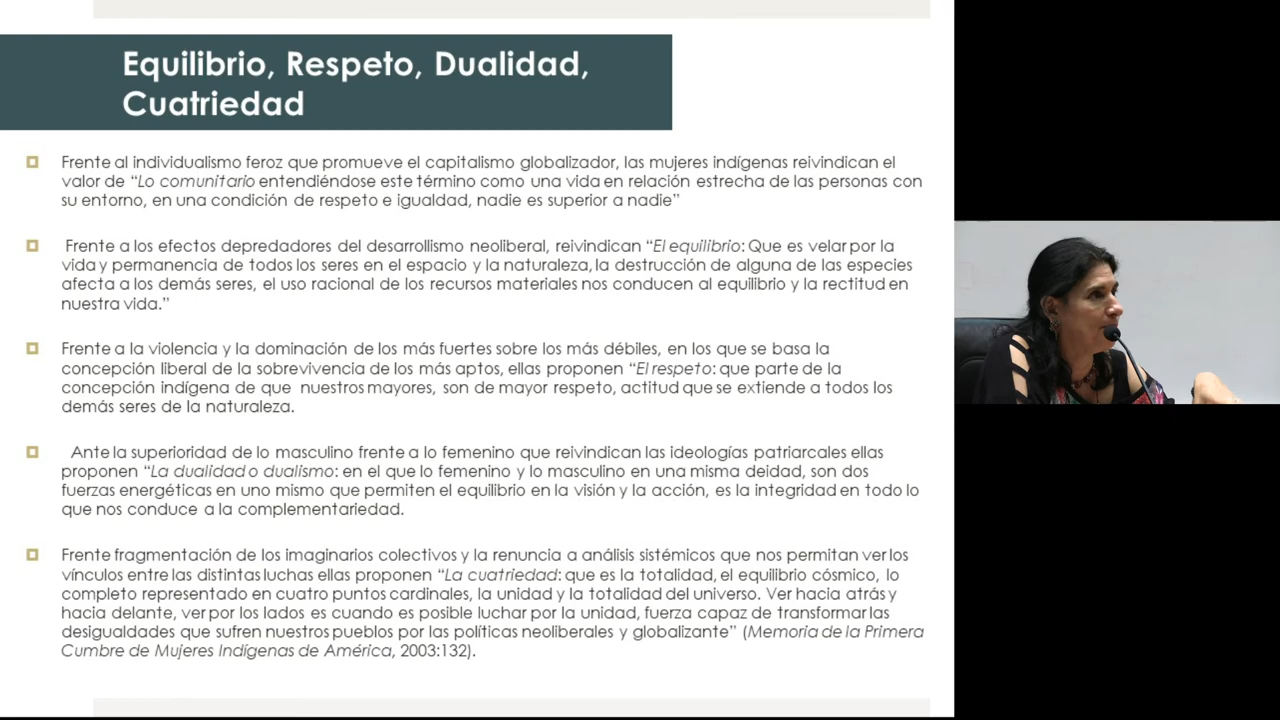 Equilibrio, Respeto, Dualidad,
Cuatriedad
Frente al individualismo feroz que promueve el capitalismo globalizador, las mujeres indígenas reivindican el
valor de “Lo comunitario entendiéndose este término como una vida en relación estrecha de las personas con
su entorno, en una condición de respeto e igualdad, nadie es superior a nadie”
Frente a los efectos depredadores del desarrollismo neoliberal, reivindican “El equilibrio: Que es velar por la
vida y permanencia de todos los seres en el espacio y la naturaleza, la destrucción de alguna de las especies
afecta a los demás seres, el uso racional de los recursos materiales nos conducen al equilibrio y la rectitud en
nuestra vida.”
Frente a la violencia y la dominación de los más fuertes sobre los más débiles, en los que se basa la
concepción liberal de la sobrevivencia de los más aptos, ellas proponen “El respeto: que parte de la
concepción indígena de que nuestros mayores, son de mayor respeto, actitud que se extiende a todos los
demás seres de la naturaleza.
Ante la superioridad de lo masculino frente a lo femenino que reivindican las ideologías patriarcales ellas
proponen “La dualidad o dualismo: en el que lo femenino y lo masculino en una misma deidad, son dos
fuerzas energéticas en uno mismo que permiten el equilibrio en la visión y la acción, es la integridad en todo lo
que nos conduce a la complementariedad.
Frente fragmentación de los imaginarios colectivos y la renuncia a análisis sistémicos que nos permitan ver los
vínculos entre las distintas luchas ellas proponen “La cuatriedad: que es la totalidad, el equilibrio cósmico, lo
completo representado en cuatro puntos cardinales, la unidad y la totalidad del universo. Ver hacia atrás y
hacia delante, ver por los lados es cuando es posible luchar por la unidad, fuerza capaz de transformar las
desigualdades que sufren nuestros pueblos por las políticas neoliberales y globalizante” (Memoria de la Primera
Cumbre de Mujeres Indígenas de América, 2003:132).